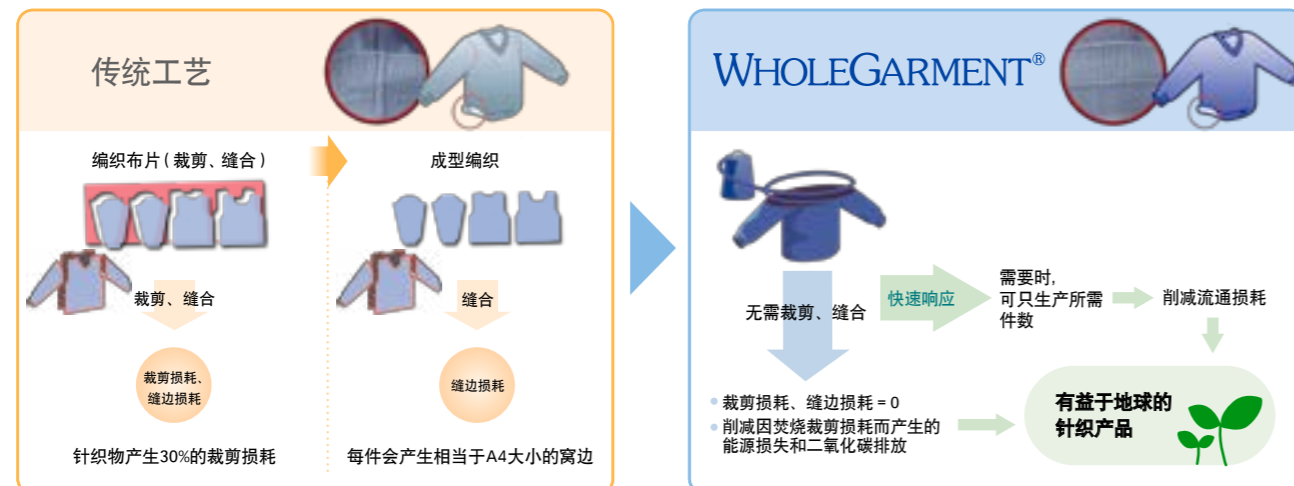 传统工艺
编织布片（裁剪、缝合）
裁剪、缝合
裁剪损耗、
缝边损耗
针织物产生30%的裁剪损耗
成型编织
缝合
缝边损耗
每件会产生相当于A4大小的窝边
WHOLEGARMENT®
无需裁剪、缝合
快速响应
需要时,
可只生产所需
件数
削减流通损耗
• 裁剪损耗、缝边损耗 = 0
• 削减因焚烧裁剪损耗而产生的
能源损失和二氧化碳排放
有益于地球的
针织产品